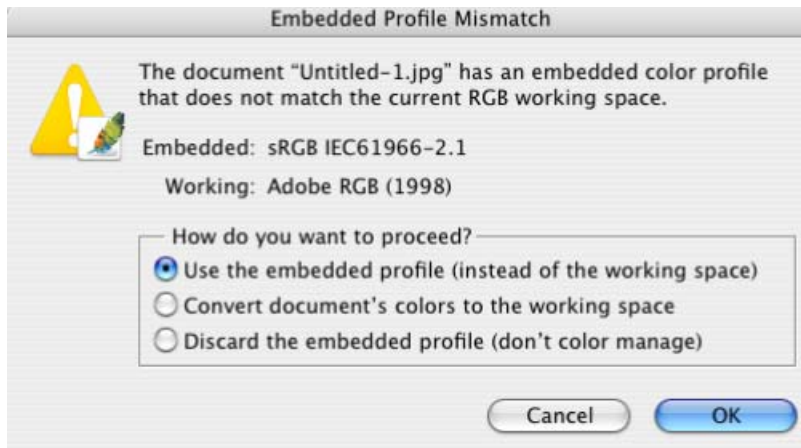 Embedded Profile Mismatch
The document “Untitled-1.jpg” has an embedded color profile
that does not match the current RGB working space.
Embedded: sRGB IEC61966-2.1
Working: Adobe RGB (1998)
How do you want to proceed?
Use the embedded profile (instead of the working space)
Convert document’s colors to the working space
Discard the embedded profile (don’t color manage)
Cancel OK